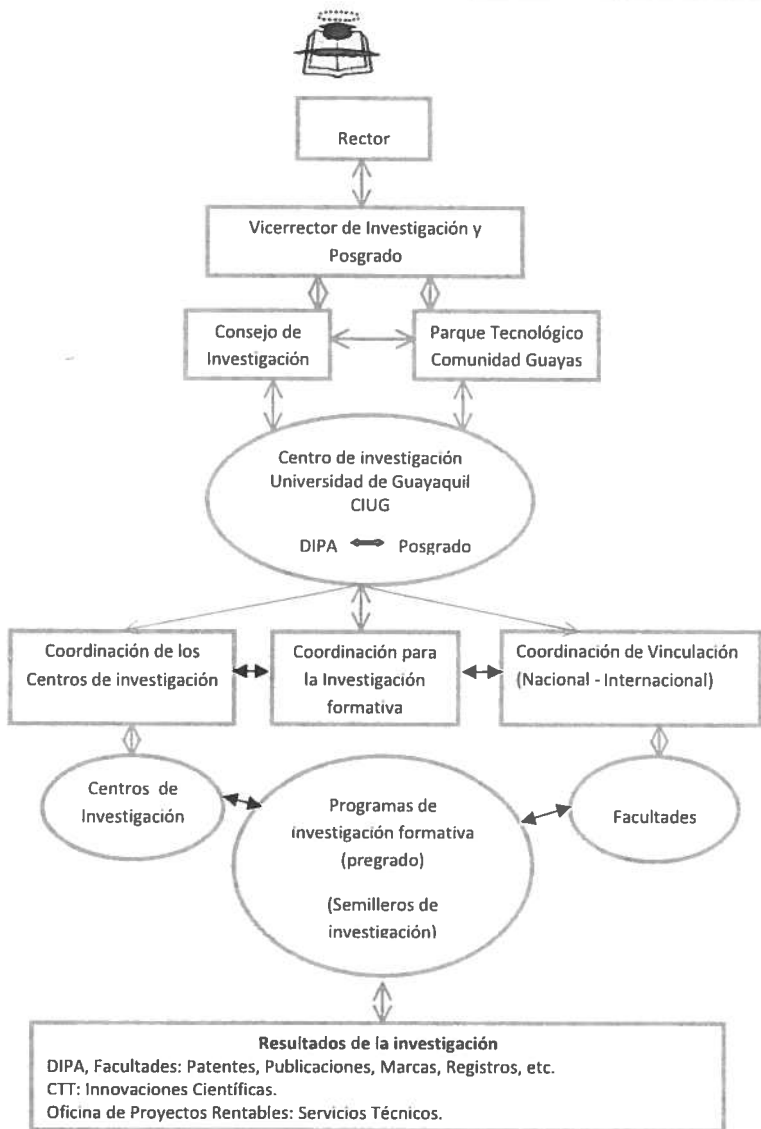 Rector
Vicerrector de Investigación y
Posgrado
Consejo de
Investigación
Parque Tecnológico
Comunidad Guayas
Centro de investigación
Universidad de Guayaquil
CIUG
DIPA Posgrado
Coordinación de los
Centros de investigación
Coordinación para
la Investigación
formativa
Coordinación de Vinculación
(Nacional - Internacional)
Centros de
Investigación
Programas de
investigación formativa
(pregrado)
(Semilleros de
investigación)
Facultades
Resultados de la investigación
DIPA, Facultades: Patentes, Publicaciones, Marcas, Registros, etc.
CTT: Innovaciones Científicas.
Oficina de Proyectos Rentables: Servicios Técnicos.